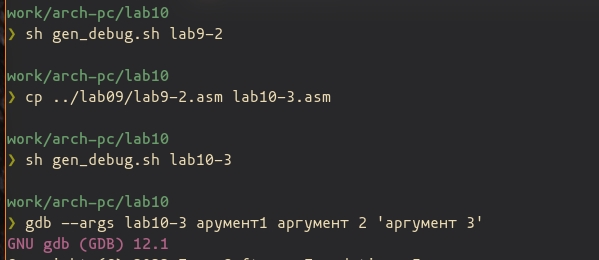 work/arch-pc/lab10
❯ sh gen_debug.sh lab9-2
work/arch-pc/lab10
❯ cp ../lab09/lab9-2.asm lab10-3.asm
work/arch-pc/lab10
❯ sh gen_debug.sh lab10-3
work/arch-pc/lab10
❯ gdb --args lab10-3 арумент1 аргумент 2 'аргумент 3'
GNU gdb (GDB) 12.1